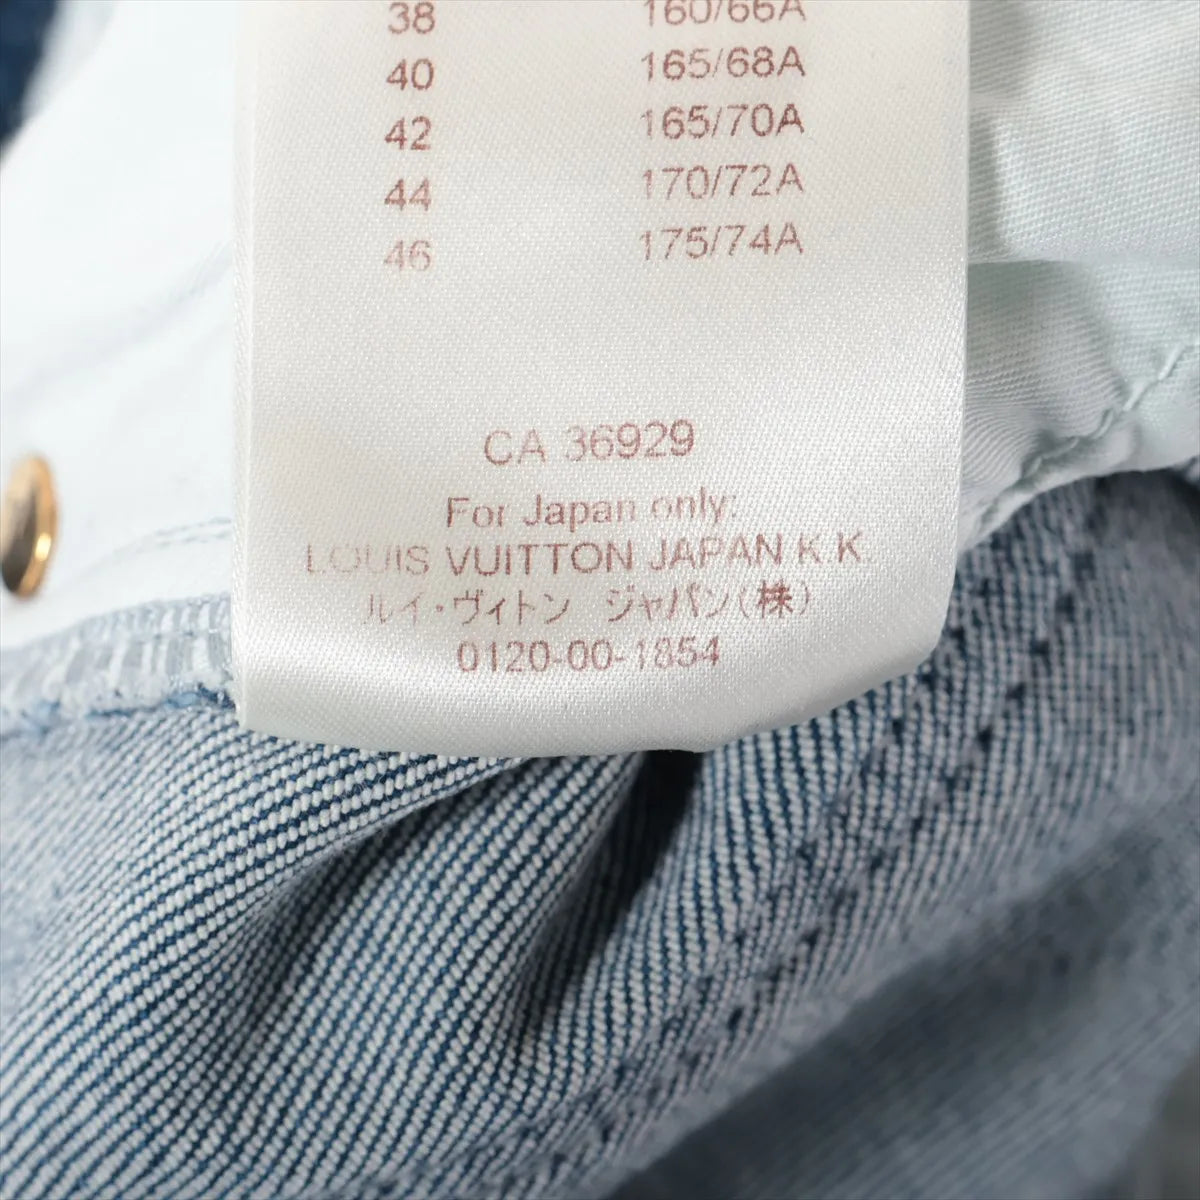 38 160/66A
40 165/68A
42 165/70A
44 170/72A
46 175/74A
CA 36929
For Japan only:
LOUIS VUITTON JAPAN K.K.
ルイ・ヴィトン ジャパン(株)
0120-00-1854